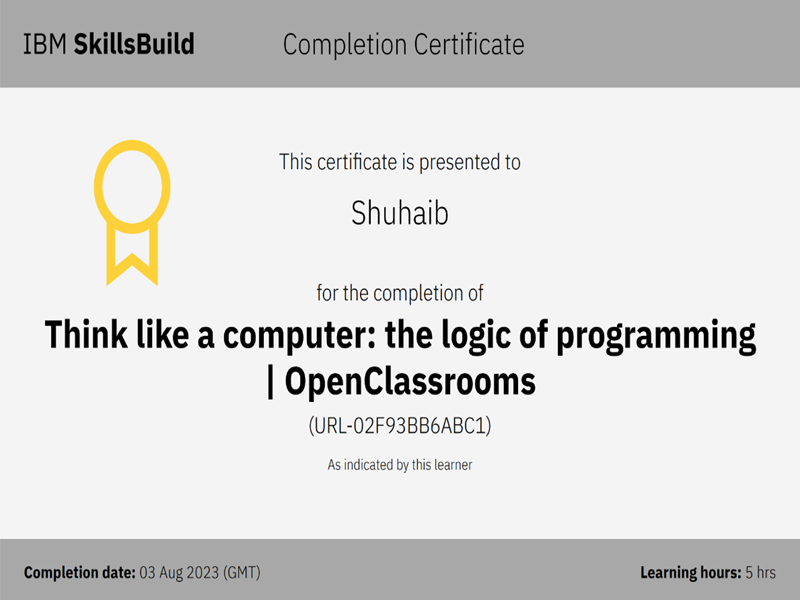 IBM SkillsBuild
Completion Certificate
This certificate is presented to
Shuhaib
for the completion of
Think like a computer: the logic of programming
| OpenClassrooms
(URL-02F93BB6ABC1)
As indicated by this learner
Completion date: 03 Aug 2023 (GMT)
Learning hours: 5 hrs